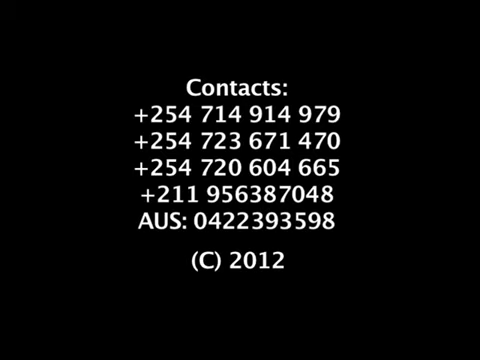 Contacts:
+254 714 914 979
+254 723 671 470
+254 720 604 665
+211 956387048
AUS: 0422393598
(C) 2012